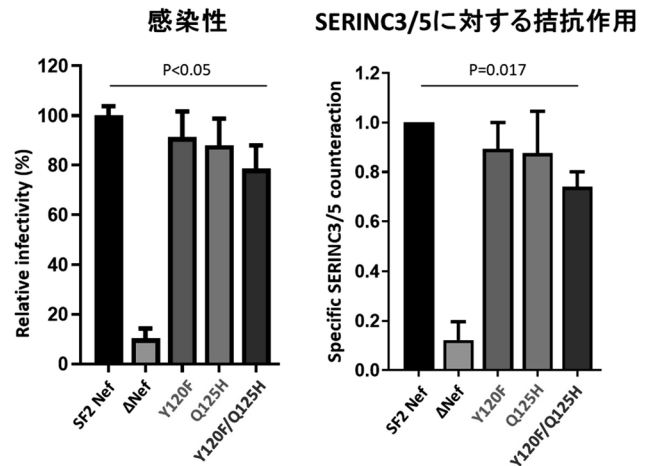 感染性
P<0.05
Relative infectivity (%)
120
100
80
60
40
20
0
SF2 Nef
ΔNef
Y120F
Q125H
Y120F/Q125H
SERINC3/5に対する拮抗作用
P=0.017
Specific SERINC3/5 counteraction
1.2
1.0
0.8
0.6
0.4
0.2
0.0
SF2 Nef
ΔNef
Y120F
Q125H
Y120F/Q125H